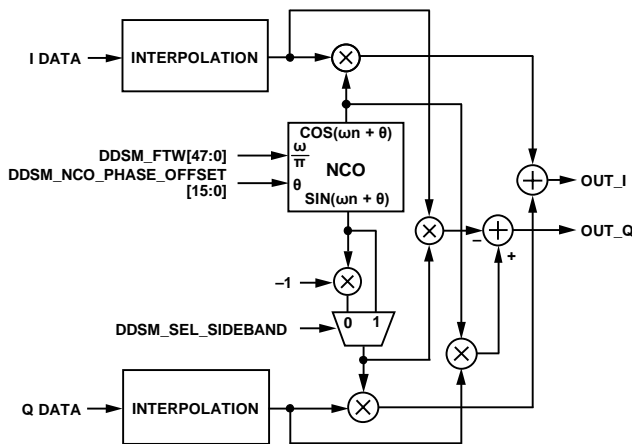 I DATA
INTERPOLATION
COS(ωn + θ)
DDSM_FTW[47:0]
ω
π
NCO
DDSM_NCO_PHASE_OFFSET
[15:0]
θ
SIN(ωn + θ)
OUT_I
–
+
OUT_Q
–1
0
1
DDSM_SEL_SIDEBAND
Q DATA
INTERPOLATION